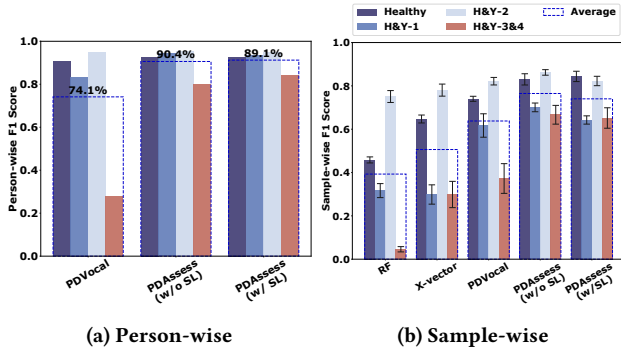 Healthy
H&Y-1
H&Y-2
H&Y-3&4
Average
Person-wise F1 Score
1.0
0.8
0.6
0.4
0.2
0.0
74.1%
90.4%
89.1%
PDVocal
PDAssess
(w/o SL)
PDAssess
(w/ SL)
(a) Person-wise
Sample-wise F1 Score
1.0
0.8
0.6
0.4
0.2
0.0
RF
X-vector
PDVocal
PDAssess
(w/o SL)
PDAssess
(w/SL)
(b) Sample-wise